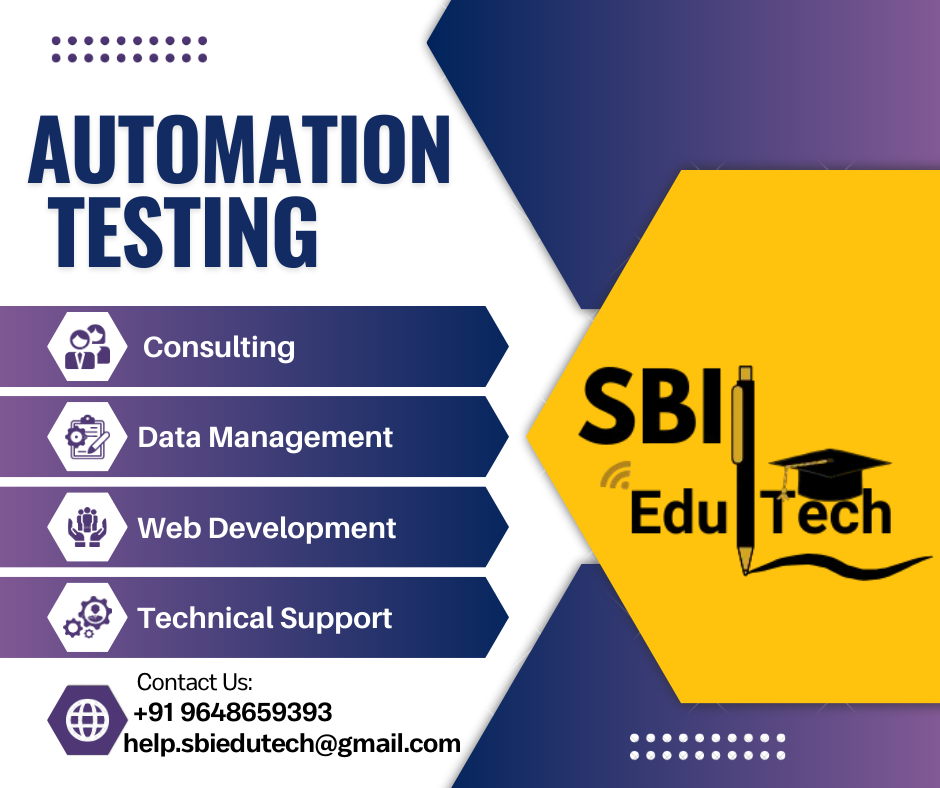 AUTOMATION
TESTING
Consulting
Data Management
Web Development
Technical Support
Contact Us:
+91 9648659393
help.sbiedutech@gmail.com
SBI
Edu Tech